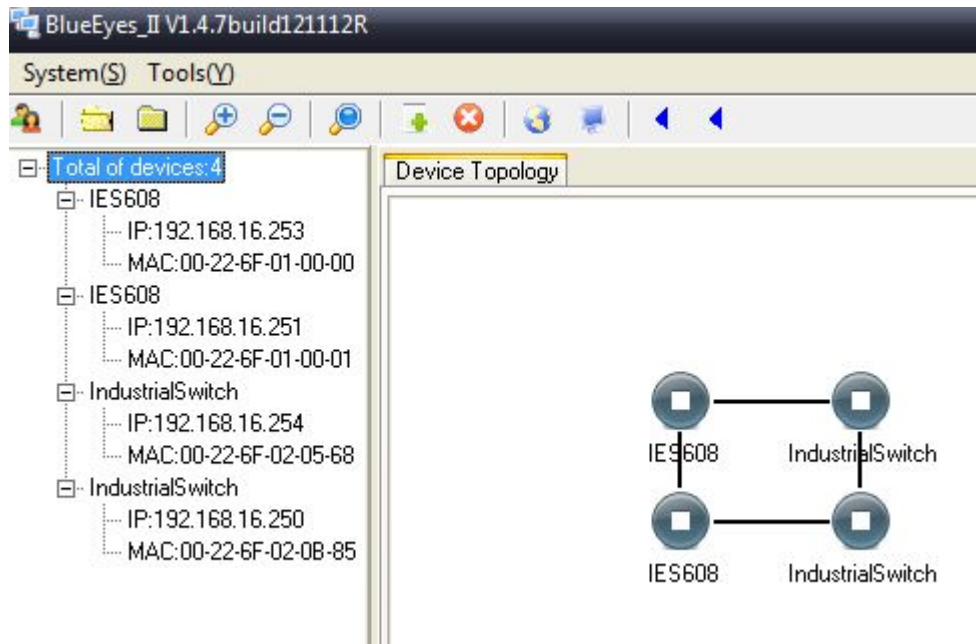 BlueEyes_II V1.4.7build121112R
System(S) Tools(Y)
Total of devices:4
IES608
IP:192.168.16.253
MAC:00-22-6F-01-00-00
IES608
IP:192.168.16.251
MAC:00-22-6F-01-00-01
IndustrialSwitch
IP:192.168.16.254
MAC:00-22-6F-02-05-68
IndustrialSwitch
IP:192.168.16.250
MAC:00-22-6F-02-0B-85
Device Topology
IES608 IndustrialSwitch
IES608 IndustrialSwitch